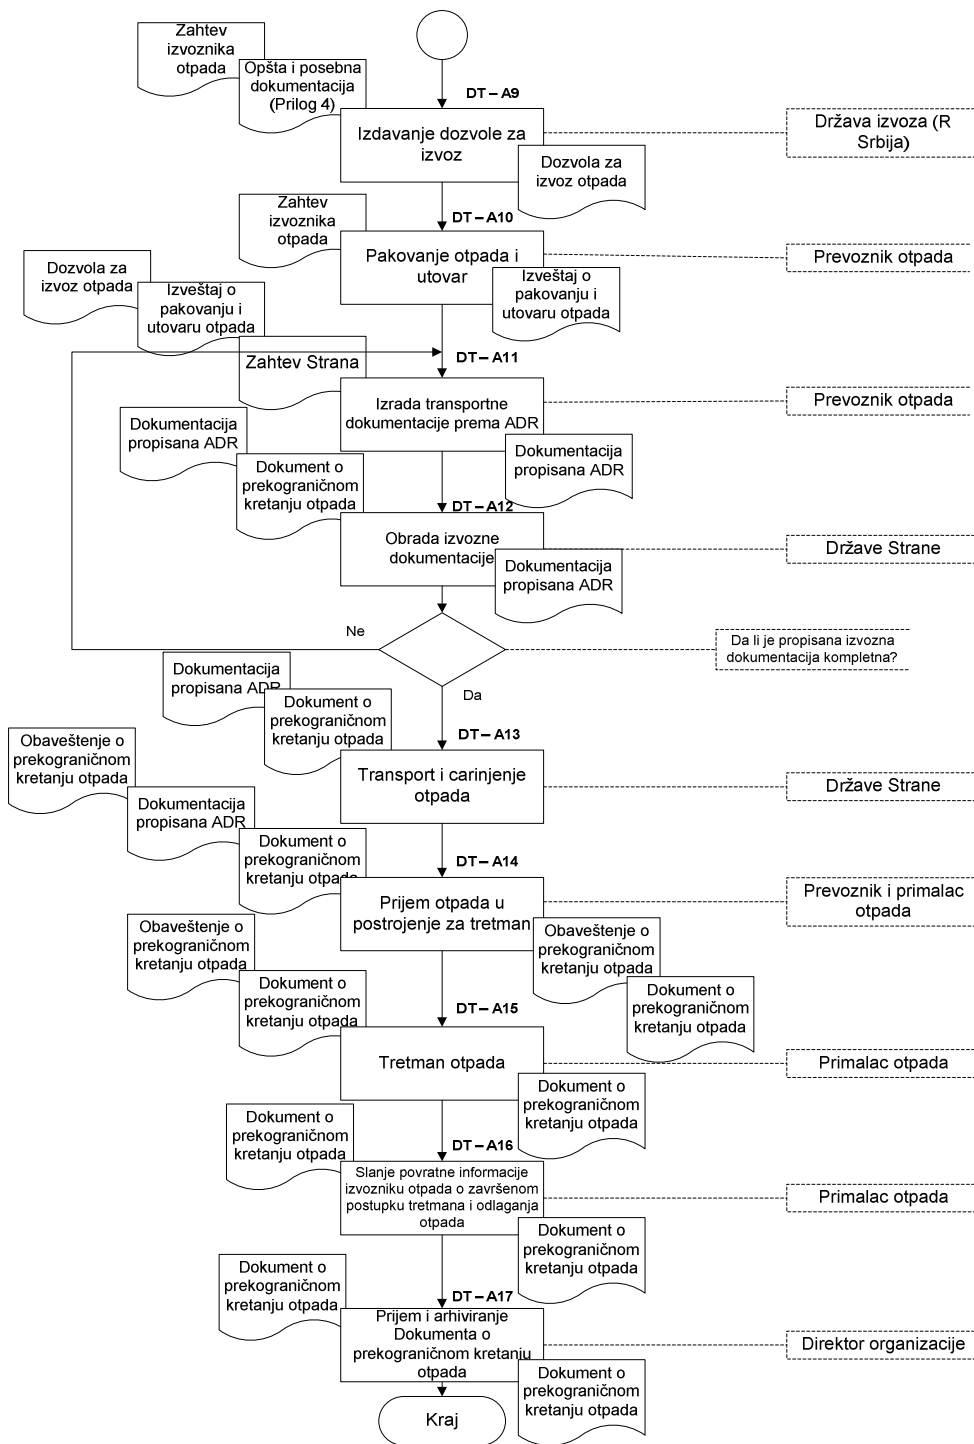 Zahtev
izvoznika
otpada
Opšta i posebna
dokumentacija
(Prilog 4)
DT – A9
Izdavanje dozvole za
izvoz
Država izvoza (R
Srbija)
Dozvola za
izvoz otpada
Zahtev
izvoznika
otpada
DT – A10
Pakovanje otpada i
utovar
Prevoznik otpada
Dozvola za
izvoz otpada
Izveštaj o
pakovanju i
utovaru otpada
Izveštaj o
pakovanju i
utovaru otpada
Zahtev Strana
DT – A11
Izrada transportne
dokumentacije prema ADR
Prevoznik otpada
Dokumentacija
propisana ADR
Dokument o
prekograničnom
kretanju otpada
Dokumentacija
propisana ADR
DT – A12
Obrada izvozne
dokumentacije
Države Strane
Dokumentacija
propisana ADR
Ne
Da li je propisana izvozna
dokumentacija kompletna?
Da
Dokumentacija
propisana ADR
Dokument o
prekograničnom
kretanju otpada
DT – A13
Transport i carinjenje
otpada
Države Strane
Obaveštenje o
prekograničnom
kretanju otpada
Dokumentacija
propisana ADR
Dokument o
prekograničnom
kretanju otpada
DT – A14
Prijem otpada u
postrojenje za tretman
Prevoznik i primalac
otpada
Obaveštenje o
prekograničnom
kretanju otpada
Dokument o
prekograničnom
kretanju otpada
Obaveštenje o
prekograničnom
kretanju otpada
Dokument o
prekograničnom
kretanju otpada
DT – A15
Tretman otpada
Primalac otpada
Dokument o
prekograničnom
kretanju otpada
Dokument o
prekograničnom
kretanju otpada
DT – A16
Slanje povratne informacije
izvozniku otpada o završenom
postupku tretmana i odlaganja
otpada
Primalac otpada
Dokument o
prekograničnom
kretanju otpada
Dokument o
prekograničnom
kretanju otpada
DT – A17
Prijem i arhiviranje
Dokumenta o
prekograničnom kretanju
otpada
Direktor organizacije
Dokument o
prekograničnom
kretanju otpada
Kraj